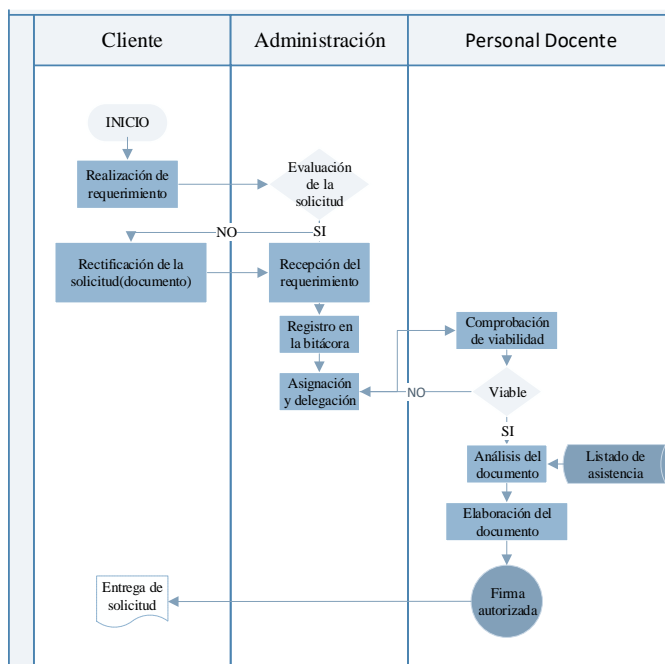 Cliente
Administración
Personal Docente
INICIO
Realización de
requerimiento
Evaluación
de la
solicitud
NO
SI
Rectificación de la
solicitud(documento)
Recepción del
requerimiento
Registro en
la bitácora
Comprobación
de viabilidad
Asignación
y delegación
NO
Viable
SI
Análisis del
documento
Listado de
asistencia
Elaboración del
documento
Entrega de
solicitud
Firma
autorizada